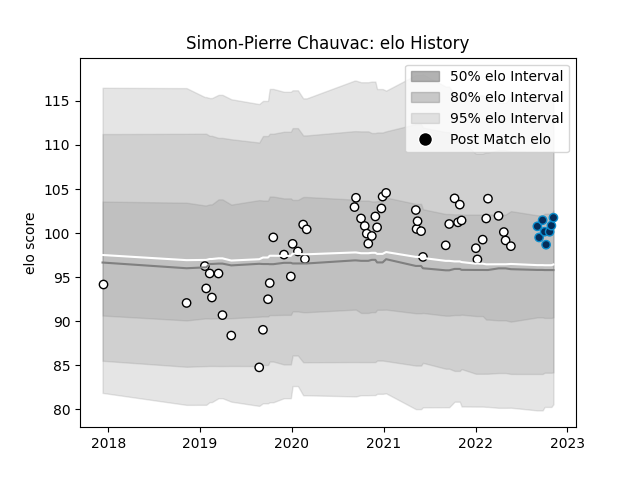 Simon-Pierre Chauvac: elo History
50% elo Interval
80% elo Interval
95% elo Interval
Post Match elo
elo score
115
110
105
100
95
90
85
80
2018 2019 2020 2021 2022 2023